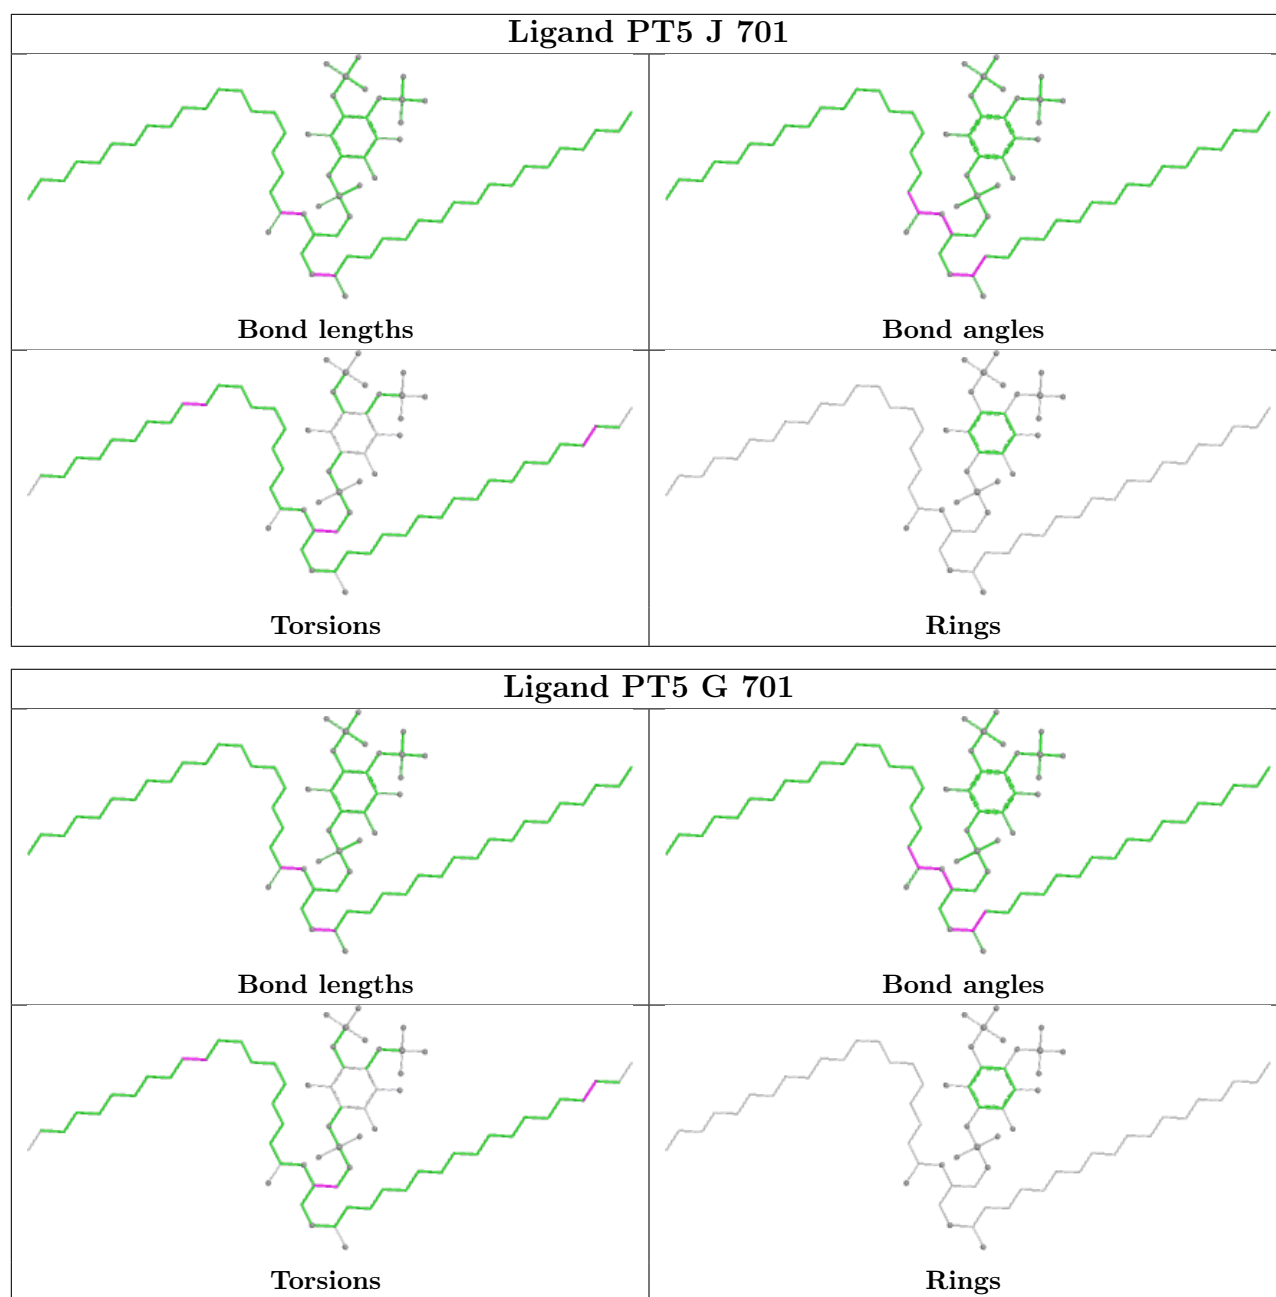 Ligand PT5 J 701
Bond lengths
Bond angles
Torsions
Rings
Ligand PT5 G 701
Bond lengths
Bond angles
Torsions
Rings